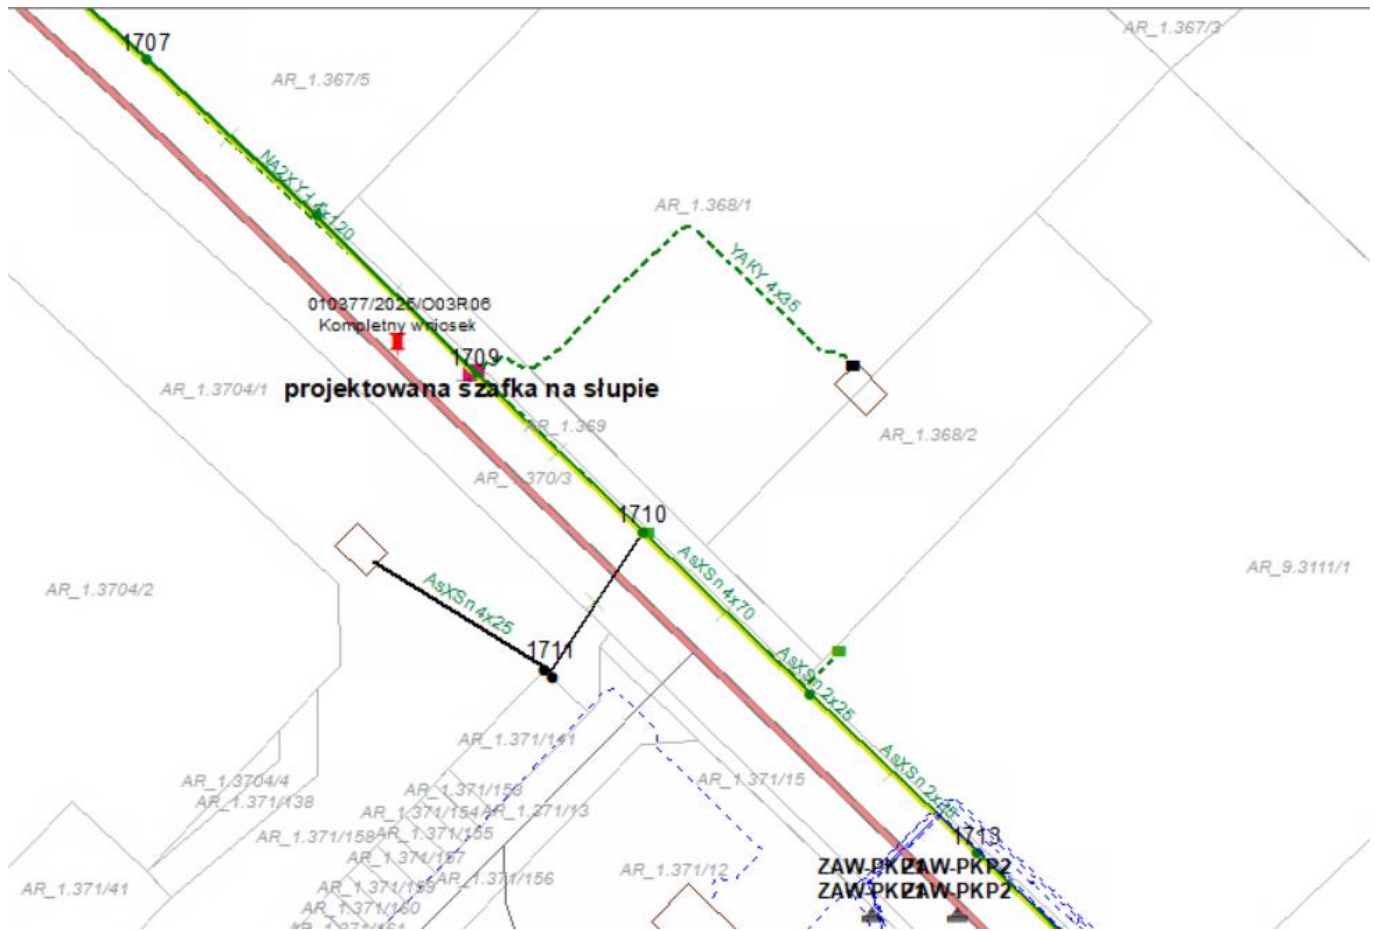 1707
AR_1.367/3
AR_1.367/5
NA2XY-J 4x120
AR_1.368/1
YAKY 4x35
010377/2025/O03R06
Kompletny wniosek
1709
AR_1.3704/1
projektowana szafka na słupie
AR_1.369
AR_1.368/2
AR_1.370/3
1710
AsXSn 4x70
AR_9.3111/1
AR_1.3704/2
AsXSn 4x25
1711
AsXSn 2x25
AR_1.371/141
AsXSn 2x25
AR_1.3704/4
AR_1.371/153
AR_1.371/15
AR_1.371/138
AR_1.371/154
AR_1.371/13
AR_1.371/158
AR_1.371/155
1713
AR_1.371/157
ZAW-PKP2
AR_1.371/41
AR_1.371/159
AR_1.371/156
AR_1.371/12
ZAW-PKP2
AR_1.371/160
AR_1.371/161